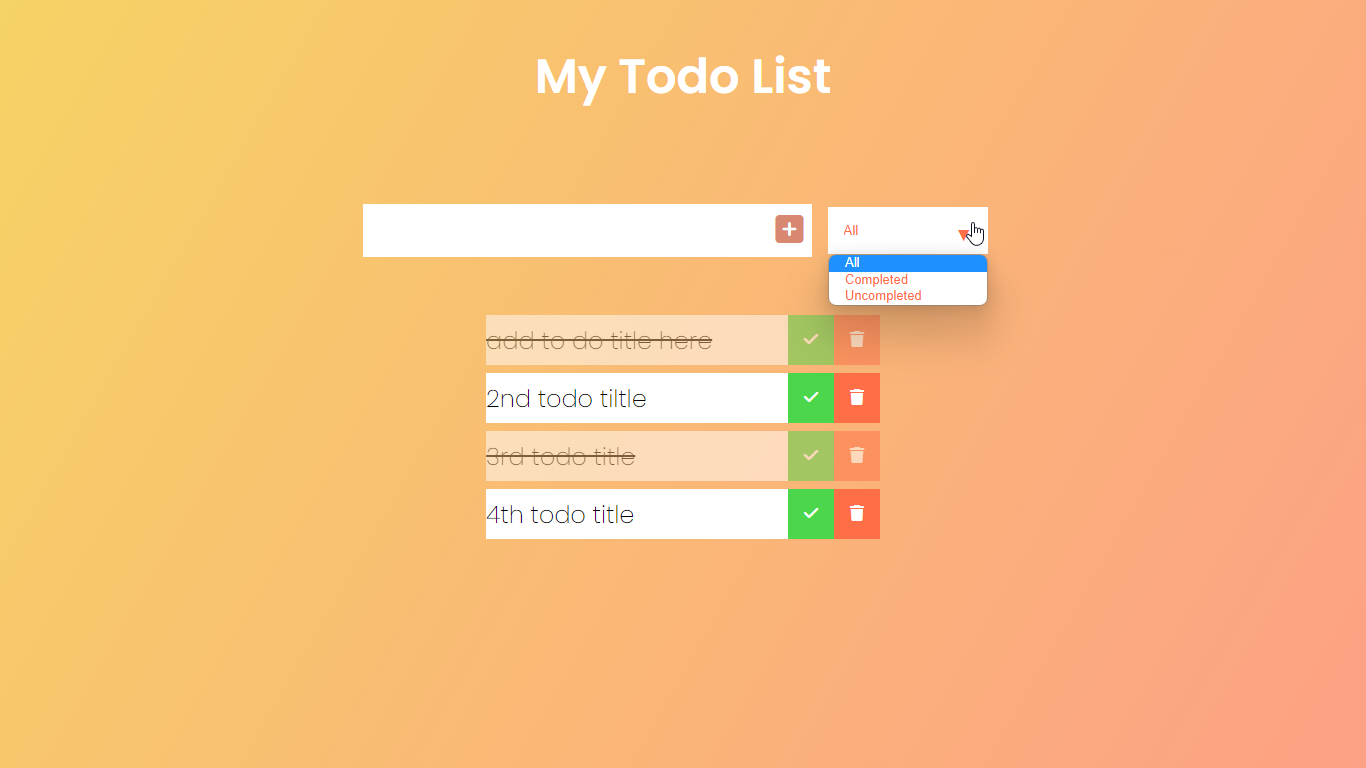 My Todo List
All
All
Completed
Uncompleted
add to do title here
2nd todo tiltle
3rd todo title
4th todo title